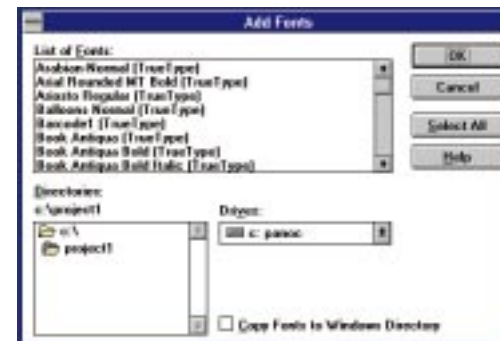 Add Fonts
List of Fonts:
Arabian Normal (TrueType)
Arial Rounded MT Bold (TrueType)
Ariosto Regular (TrueType)
Balloons Normal (TrueType)
Barcode1 (TrueType)
Book Antiqua (TrueType)
Book Antiqua Bold (TrueType)
Book Antiqua Bold Italic (TrueType)
OK
Cancel
Select All
Help
Directories:
c:\project1
c:\
project1
Drives:
c: panoc
Copy Fonts to Windows Directory